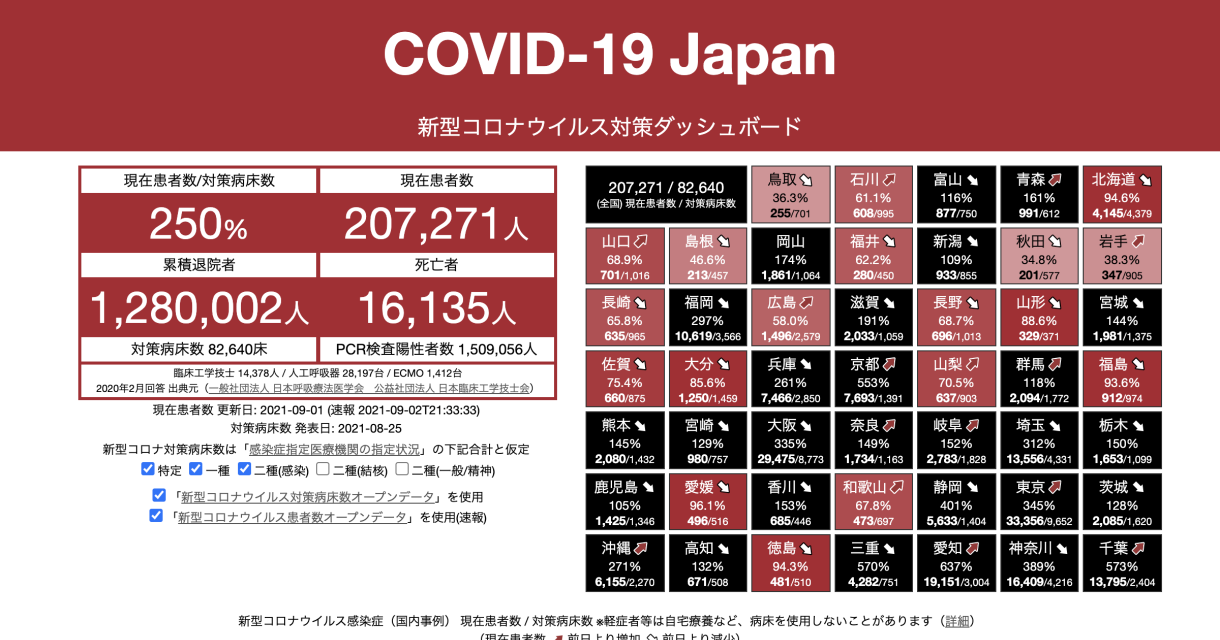 COVID-19 Japan
新型コロナウイルス対策ダッシュボード
現在患者数/対策病床数
現在患者数
250%
207,271人
累積退院者
死亡者
1,280,002人
16,135人
対策病床数 82,640床
PCR検査陽性者数 1,509,056人
臨床工学技士 14,378人 / 人工呼吸器 28,197台 / ECMO 1,412台
2020年2月回答 出典元（一般社団法人 日本呼吸療法医学会　公益社団法人 日本臨床工学技士会）
現在患者数 更新日: 2021-09-01 (速報 2021-09-02T21:33:33)
対策病床数 発表日: 2021-08-25
新型コロナ対策病床数は「感染症指定医療機関の指定状況」の下記合計と仮定
特定 一種 二種(感染) 二種(結核) 二種(一般/精神)
「新型コロナウイルス対策病床数オープンデータ」を使用
「新型コロナウイルス患者数オープンデータ」を使用(速報)
207,271 / 82,640
(全国) 現在患者数 / 対策病床数
鳥取
36.3%
255/701
石川
61.1%
608/995
富山
116%
877/750
青森
161%
991/612
北海道
94.6%
4,145/4,379
山口
68.9%
701/1,016
島根
46.6%
213/457
岡山
174%
1,861/1,064
福井
62.2%
280/450
新潟
109%
933/855
秋田
34.8%
201/577
岩手
38.3%
347/905
長崎
65.8%
635/965
福岡
297%
10,619/3,566
広島
58.0%
1,496/2,579
滋賀
191%
2,033/1,059
長野
68.7%
696/1,013
山形
88.6%
329/371
宮城
144%
1,981/1,375
佐賀
75.4%
660/875
大分
85.6%
1,250/1,459
兵庫
261%
7,466/2,850
京都
553%
7,693/1,391
山梨
70.5%
637/903
群馬
118%
2,094/1,772
福島
93.6%
912/974
熊本
145%
2,080/1,432
宮崎
129%
980/757
大阪
335%
29,475/8,773
奈良
149%
1,734/1,163
岐阜
152%
2,783/1,828
埼玉
312%
13,556/4,331
栃木
150%
1,653/1,099
鹿児島
105%
1,425/1,346
愛媛
96.1%
496/516
香川
153%
685/446
和歌山
67.8%
473/697
静岡
401%
5,633/1,404
東京
345%
33,356/9,652
茨城
128%
2,085/1,620
沖縄
271%
6,155/2,270
高知
132%
671/508
徳島
94.3%
481/510
三重
570%
4,282/751
愛知
637%
19,151/3,004
神奈川
389%
16,409/4,216
千葉
573%
13,795/2,404
新型コロナウイルス感染症（国内事例） 現在患者数 / 対策病床数 ※軽症者等は自宅療養など、病床を使用しないことがあります（詳細）
（現在患者数 前日より増加 前日より減少）